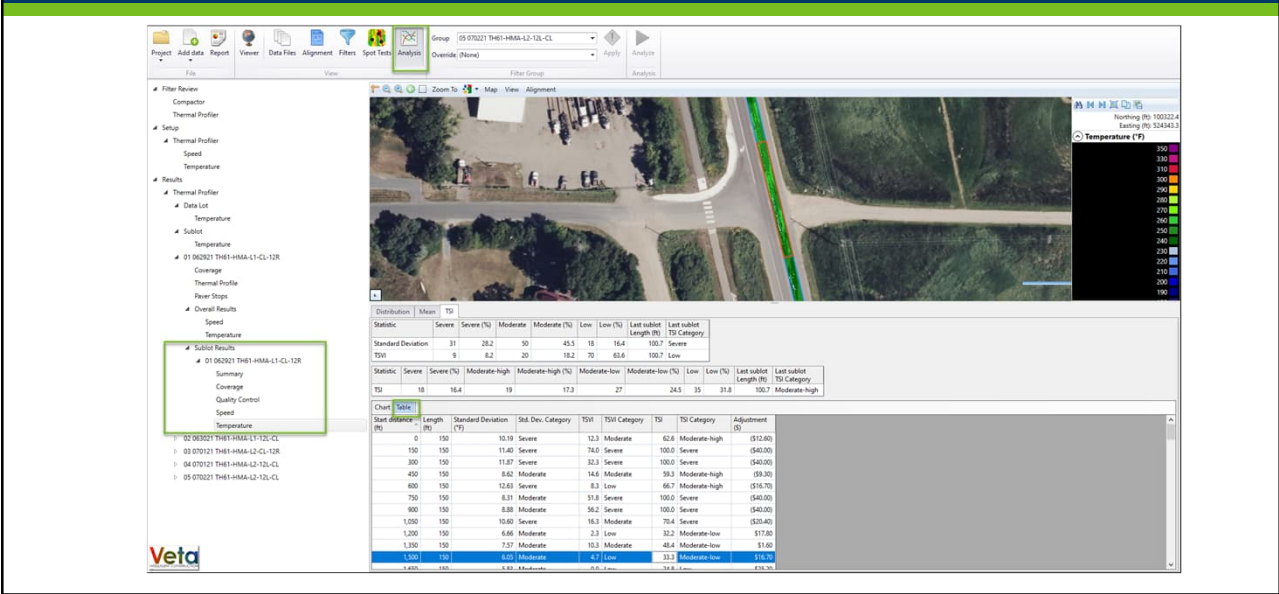 Project Add data Report Viewer Data Files Alignment Filters Spot Tests Analysis
Group 05 070221 TH61-HMA-L2-12L-CL Apply Analyze
Override (None)
File View Filter Group Analysis
Filter Review
Compactor
Thermal Profiler
Setup
Thermal Profiler
Speed
Temperature
Results
Thermal Profiler
Data Lot
Temperature
Sublot
Temperature
01 062921 TH61-HMA-L1-CL-12R
Coverage
Thermal Profile
Paver Stops
Overall Results
Speed
Temperature
Sublot Results
01 062921 TH61-HMA-L1-CL-12R
Summary
Coverage
Quality Control
Speed
Temperature
02 063021 TH61-HMA-L1-12L-CL
03 070121 TH61-HMA-L2-CL-12R
04 070121 TH61-HMA-L2-12L-CL
05 070221 TH61-HMA-L2-12L-CL
Veta
Zoom To Map View Alignment
Northing (ft): 100322.4
Easting (ft): 524343.3
Temperature (°F)
350
330
310
300
290
280
270
260
250
240
230
220
210
200
190
Distribution Mean TSI
Statistic Severe Severe (%) Moderate Moderate (%) Low Low (%) Last sublot Length (ft) Last sublot TSI Category
Standard Deviation 31 28.2 50 45.5 18 16.4 100.7 Severe
TSVI 9 8.2 20 18.2 70 63.6 100.7 Low
Statistic Severe Severe (%) Moderate-high Moderate-high (%) Moderate-low Moderate-low (%) Low Low (%) Last sublot Length (ft) Last sublot TSI Category
TSI 18 16.4 19 17.3 27 24.5 35 31.8 100.7 Moderate-high
Chart Table
Start distance (ft) Length (ft) Standard Deviation (°F) Std. Dev. Category TSVI TSVI Category TSI TSI Category Adjustment ($)
0 150 10.19 Severe 12.3 Moderate 62.6 Moderate-high ($12.60)
150 150 11.40 Severe 74.0 Severe 100.0 Severe ($40.00)
300 150 11.87 Severe 32.3 Severe 100.0 Severe ($40.00)
450 150 8.62 Moderate 14.6 Moderate 59.3 Moderate-high ($9.30)
600 150 12.63 Severe 8.3 Low 66.7 Moderate-high ($16.70)
750 150 8.31 Moderate 51.8 Severe 100.0 Severe ($40.00)
900 150 8.88 Moderate 56.2 Severe 100.0 Severe ($40.00)
1,050 150 10.60 Severe 16.3 Moderate 70.4 Severe ($20.40)
1,200 150 6.66 Moderate 2.3 Low 32.2 Moderate-low $17.80
1,350 150 7.57 Moderate 10.3 Moderate 48.4 Moderate-low $1.60
1,500 150 6.05 Moderate 4.7 Low 33.3 Moderate-low $16.70